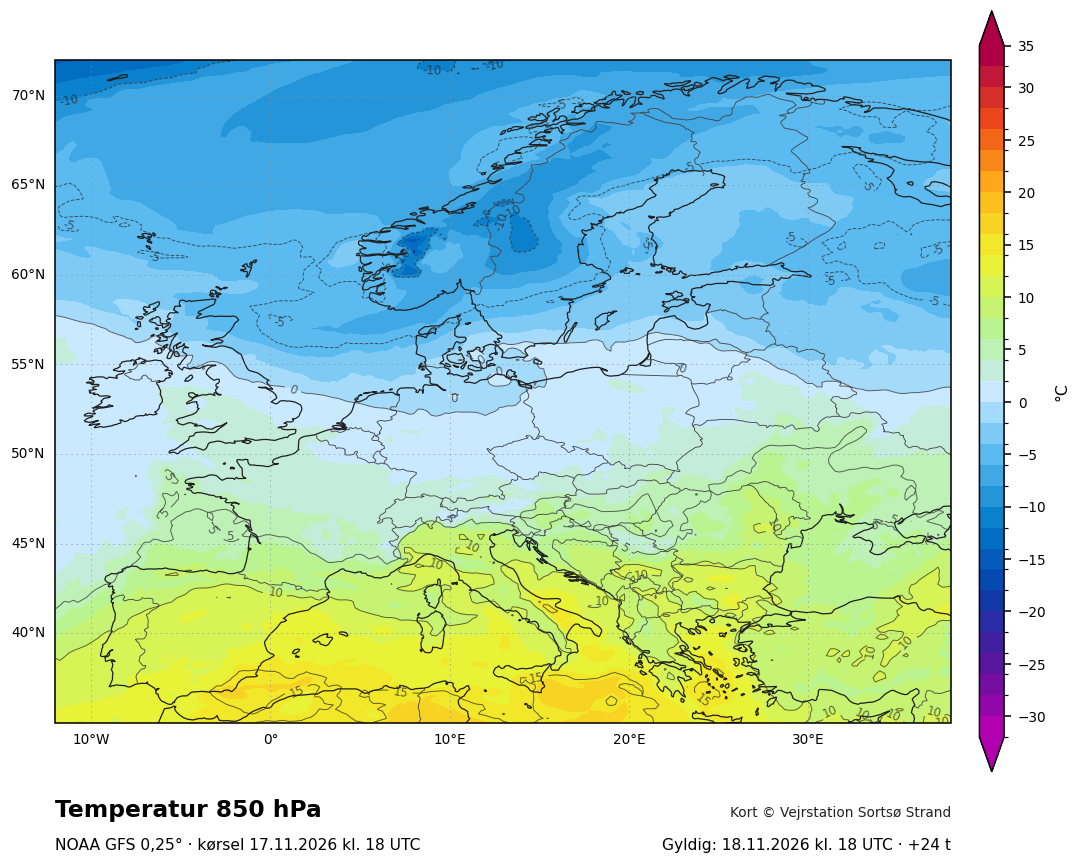 70°N
65°N
60°N
55°N
50°N
45°N
40°N
10°W
0°
10°E
20°E
30°E
35
30
25
20
15
10
5
0
−5
−10
−15
−20
−25
−30
°C
Temperatur 850 hPa
Kort © Vejrstation Sortsø Strand
NOAA GFS 0,25° · kørsel 17.11.2026 kl. 18 UTC
Gyldig: 18.11.2026 kl. 18 UTC · +24 t